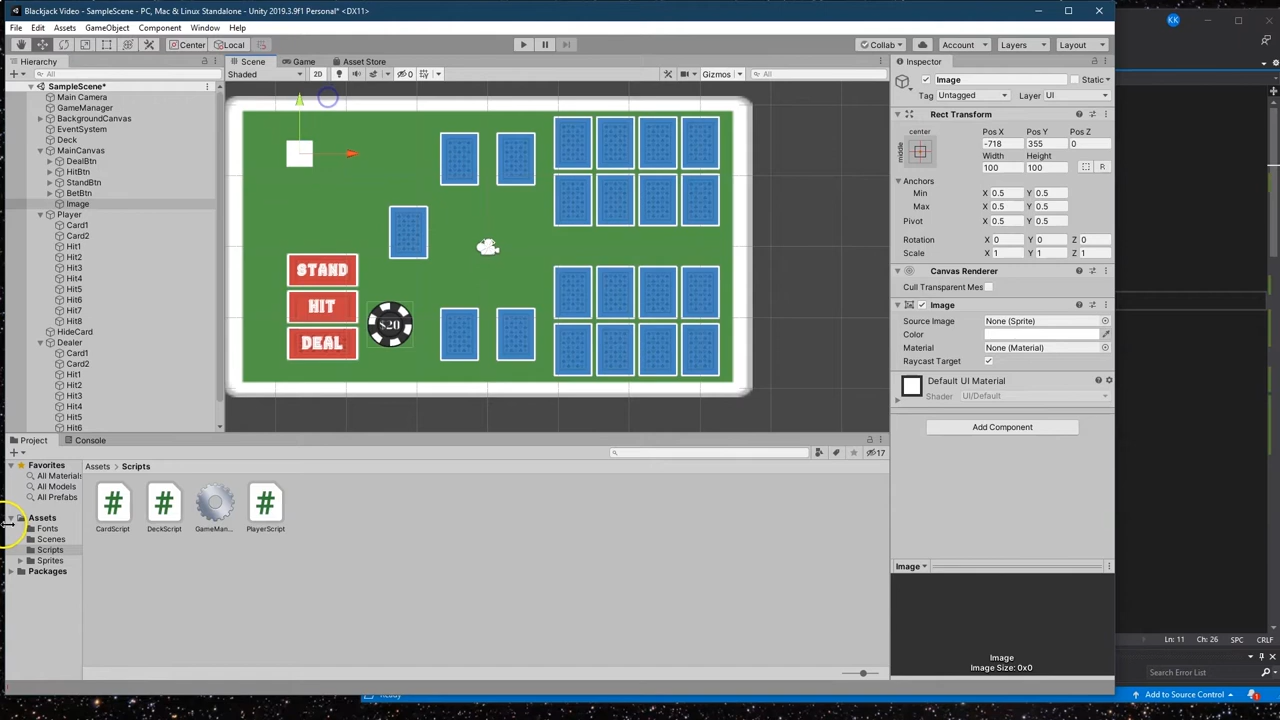 Blackjack Video - SampleScene - PC, Mac & Linux Standalone - Unity 2019.3.9f1 Personal* <DX11>
KK
File Edit Assets GameObject Component Window Help
Center Local Collab Account Layers Layout
Hierarchy
Scene Game Asset Store
Inspector
All
Shaded 2D 0 Gizmos All
SampleScene*
Main Camera
GameManager
BackgroundCanvas
EventSystem
Deck
MainCanvas
DealBtn
HitBtn
StandBtn
BetBtn
Image
Player
Card1
Card2
Hit1
Hit2
Hit3
Hit4
Hit5
Hit6
Hit7
Hit8
HideCard
Dealer
Card1
Card2
Hit1
Hit2
Hit3
Hit4
Hit5
Hit6
STAND
HIT
$20
DEAL
Image Static
Tag Untagged Layer UI
Rect Transform
center Pos X Pos Y Pos Z
middle -718 355 0
Width Height
100 100 R
Anchors
Min X 0.5 Y 0.5
Max X 0.5 Y 0.5
Pivot X 0.5 Y 0.5
Rotation X 0 Y 0 Z 0
Scale X 1 Y 1 Z 1
Canvas Renderer
Cull Transparent Mes
Image
Source Image None (Sprite)
Color
Material None (Material)
Raycast Target
Default UI Material
Shader UI/Default
Add Component
Project Console
17
Favorites
All Materials
All Models
All Prefabs
Assets
Fonts
Scenes
Scripts
Sprites
Packages
Assets > Scripts
# # #
CardScript DeckScript GameMan... PlayerScript
Image
Image
Image Size: 0x0
Ln: 11 Ch: 26 SPC CRLF
Search Error List
Ready Add to Source Control 1